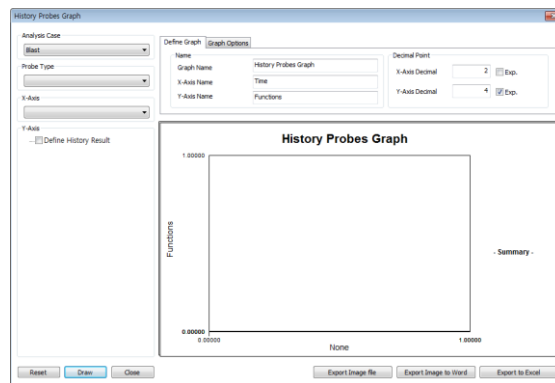 History Probes Graph
Analysis Case
Blast
Probe Type
X-Axis
Y-Axis
Define History Result
Define Graph
Graph Options
Name
Graph Name
History Probes Graph
X-Axis Name
Time
Y-Axis Name
Functions
Decimal Point
X-Axis Decimal
2
Exp.
Y-Axis Decimal
4
Exp.
History Probes Graph
1.00000
Functions
0.00000
0.00000
1.00000
None
- Summary -
Reset
Draw
Close
Export Image file
Export Image to Word
Export to Excel